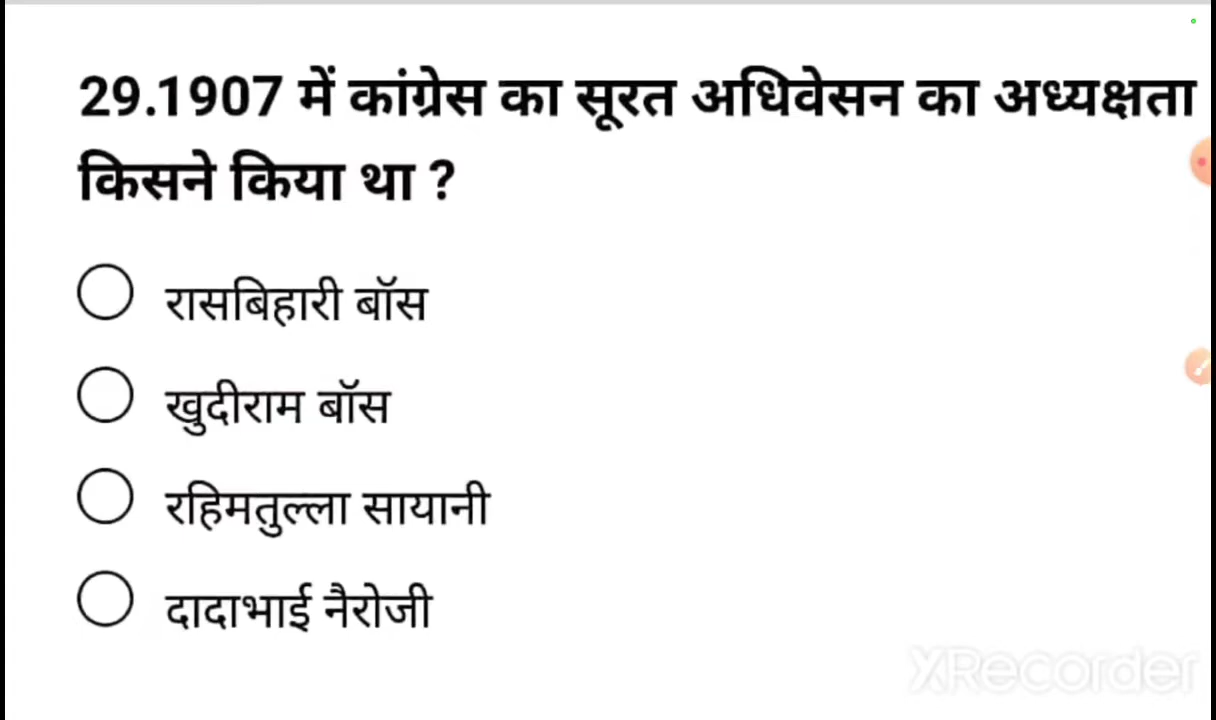 29.1907 में कांग्रेस का सूरत अधिवेसन का अध्यक्षता
किसने किया था ?
रासबिहारी बॉस
खुदीराम बॉस
रहिमतुल्ला सायानी
दादाभाई नैरोजी
XRecorder